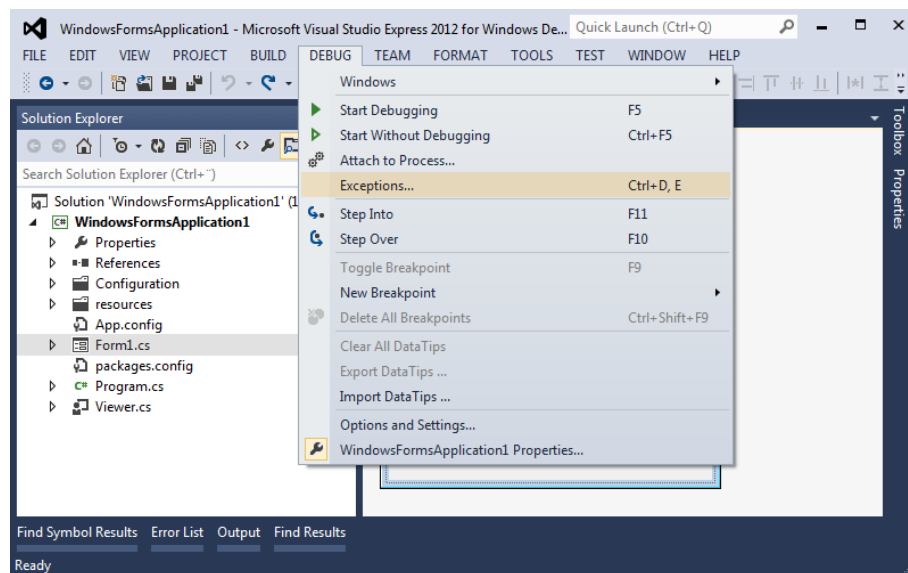 WindowsFormsApplication1 - Microsoft Visual Studio Express 2012 for Windows De... Quick Launch (Ctrl+Q)
FILE EDIT VIEW PROJECT BUILD DEBUG TEAM FORMAT TOOLS TEST WINDOW HELP
Solution Explorer
Search Solution Explorer (Ctrl+¨)
Solution 'WindowsFormsApplication1' (1
C# WindowsFormsApplication1
Properties
References
Configuration
resources
App.config
Form1.cs
packages.config
C# Program.cs
Viewer.cs
Windows
Start Debugging F5
Start Without Debugging Ctrl+F5
Attach to Process...
Exceptions... Ctrl+D, E
Step Into F11
Step Over F10
Toggle Breakpoint F9
New Breakpoint
Delete All Breakpoints Ctrl+Shift+F9
Clear All DataTips
Export DataTips ...
Import DataTips ...
Options and Settings...
WindowsFormsApplication1 Properties...
Toolbox
Properties
Find Symbol Results Error List Output Find Results
Ready